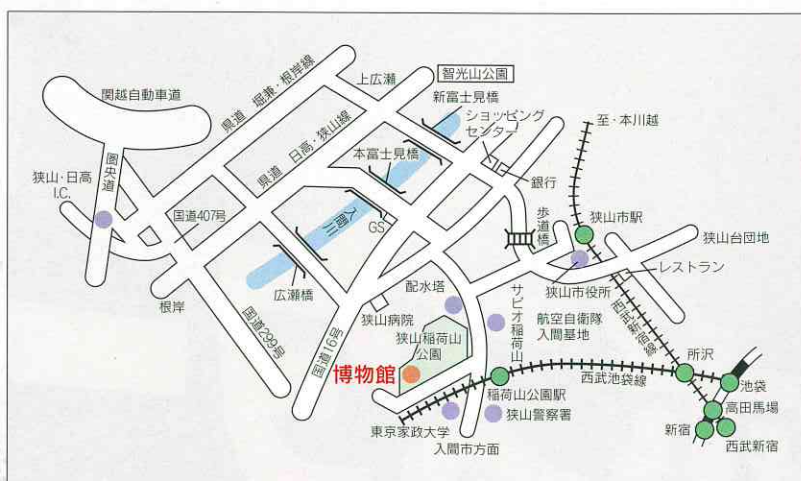 関越自動車道
県道 堀兼・根岸線
上広瀬
智光山公園
新富士見橋
ショッピング
センター
至・本川越
県道 日高・狭山線
本富士見橋
銀行
狭山・日高
I.C.
圏央道
国道407号
入間川
GS
歩道橋
狭山市駅
狭山台団地
レストラン
狭山市役所
根岸
広瀬橋
配水塔
国道299号
国道16号
狭山病院
狭山稲荷山
公園
サピオ稲荷山
航空自衛隊
入間基地
西武新宿線
博物館
稲荷山公園駅
西武池袋線
所沢
池袋
東京家政大学
狭山警察署
入間市方面
高田馬場
新宿
西武新宿